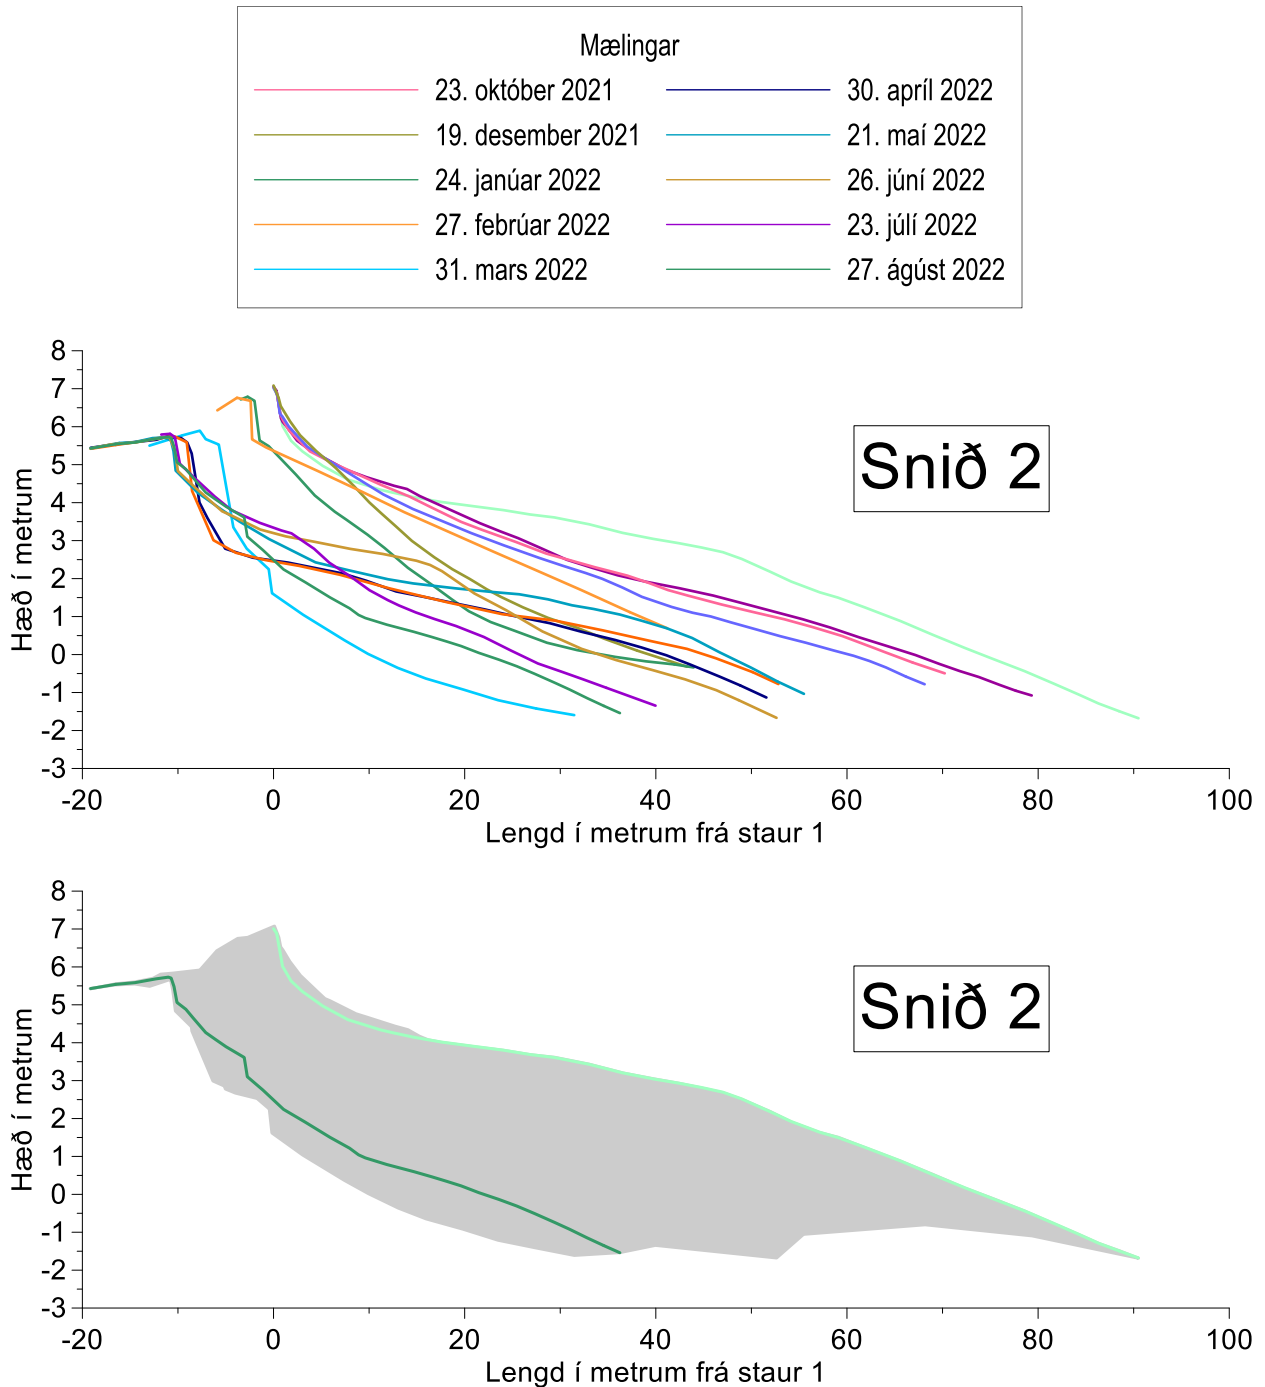 Mælingar
23. október 2021
30. apríl 2022
19. desember 2021
21. maí 2022
24. janúar 2022
26. júní 2022
27. febrúar 2022
23. júlí 2022
31. mars 2022
27. ágúst 2022
8
7
6
5
4
3
2
1
0
-1
-2
-3
Hæð í metrum
Snið 2
-20
0
20
40
60
80
100
Lengd í metrum frá staur 1
8
7
6
5
4
3
2
1
0
-1
-2
-3
Hæð í metrum
Snið 2
-20
0
20
40
60
80
100
Lengd í metrum frá staur 1